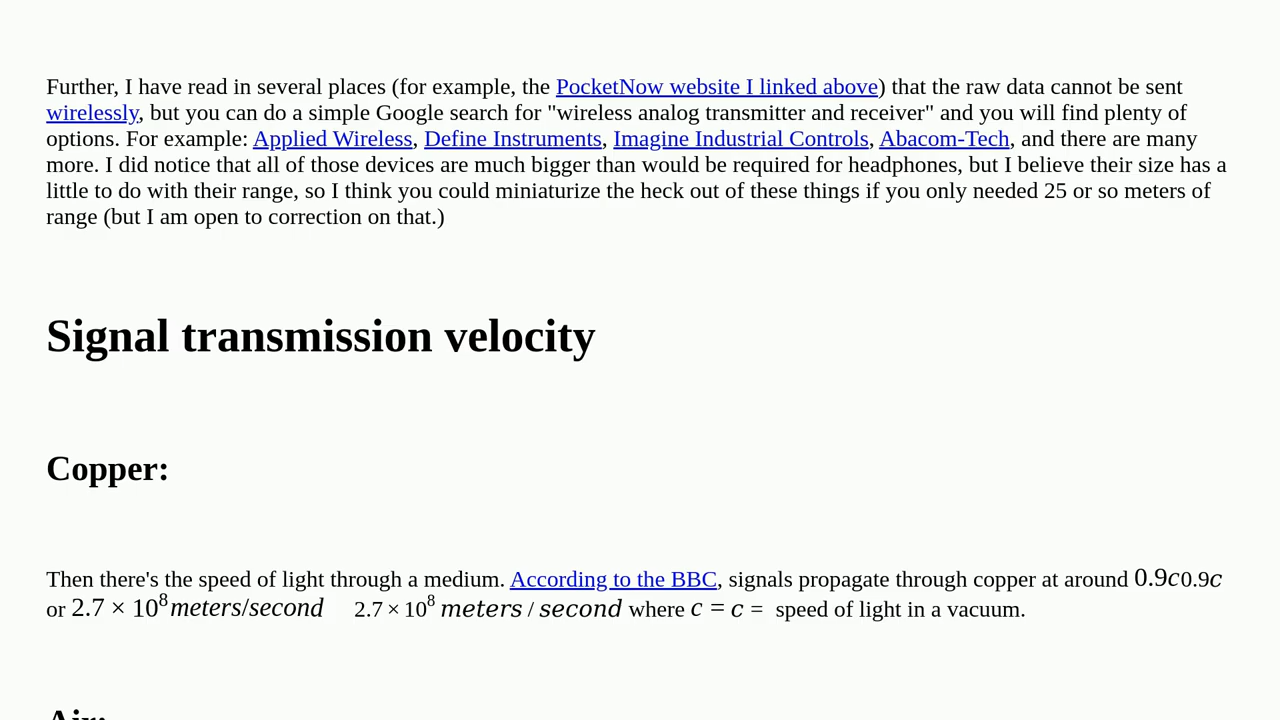 Further, I have read in several places (for example, the PocketNow website I linked above) that the raw data cannot be sent
wirelessly, but you can do a simple Google search for "wireless analog transmitter and receiver" and you will find plenty of
options. For example: Applied Wireless, Define Instruments, Imagine Industrial Controls, Abacom-Tech, and there are many
more. I did notice that all of those devices are much bigger than would be required for headphones, but I believe their size has a
little to do with their range, so I think you could miniaturize the heck out of these things if you only needed 25 or so meters of
range (but I am open to correction on that.)
Signal transmission velocity
Copper:
Then there's the speed of light through a medium. According to the BBC, signals propagate through copper at around 0.9c0.9c
or 2.7 × 10⁸meters/second 2.7×10⁸ meters/second where c = c = speed of light in a vacuum.
Air: